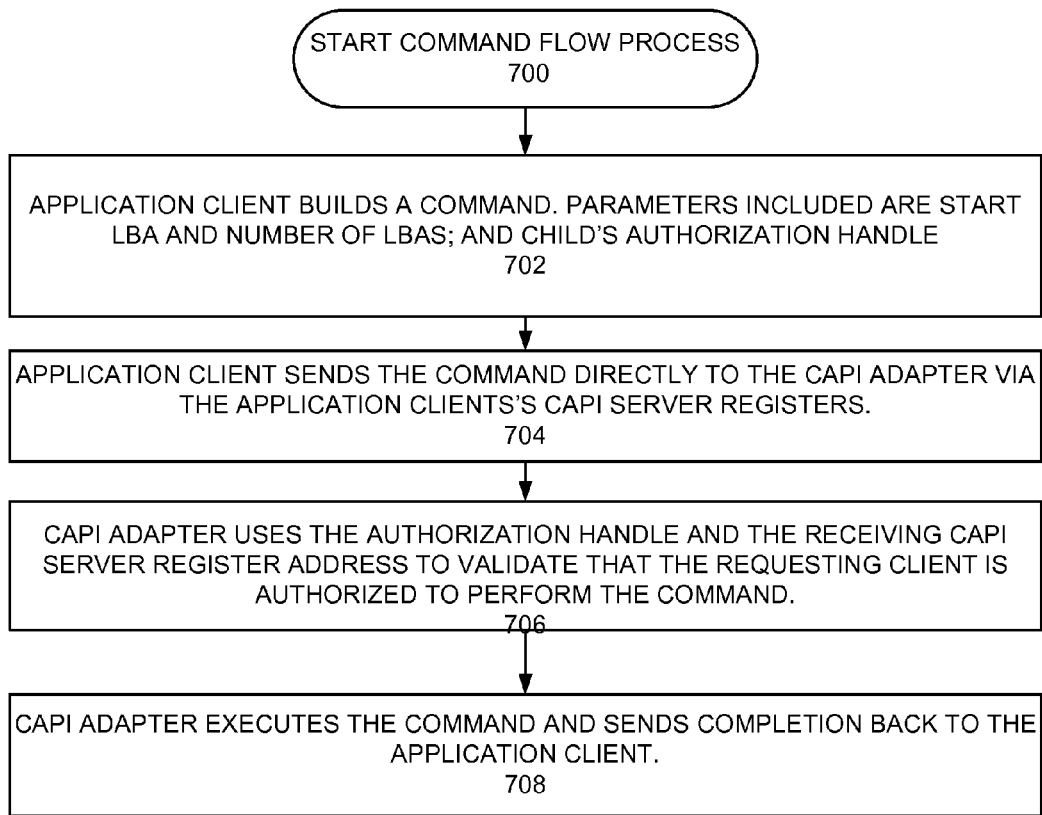 START COMMAND FLOW PROCESS
700
APPLICATION CLIENT BUILDS A COMMAND. PARAMETERS INCLUDED ARE START
LBA AND NUMBER OF LBAS; AND CHILD'S AUTHORIZATION HANDLE
702
APPLICATION CLIENT SENDS THE COMMAND DIRECTLY TO THE CAPI ADAPTER VIA
THE APPLICATION CLIENTS'S CAPI SERVER REGISTERS.
704
CAPI ADAPTER USES THE AUTHORIZATION HANDLE AND THE RECEIVING CAPI
SERVER REGISTER ADDRESS TO VALIDATE THAT THE REQUESTING CLIENT IS
AUTHORIZED TO PERFORM THE COMMAND.
706
CAPI ADAPTER EXECUTES THE COMMAND AND SENDS COMPLETION BACK TO THE
APPLICATION CLIENT.
708